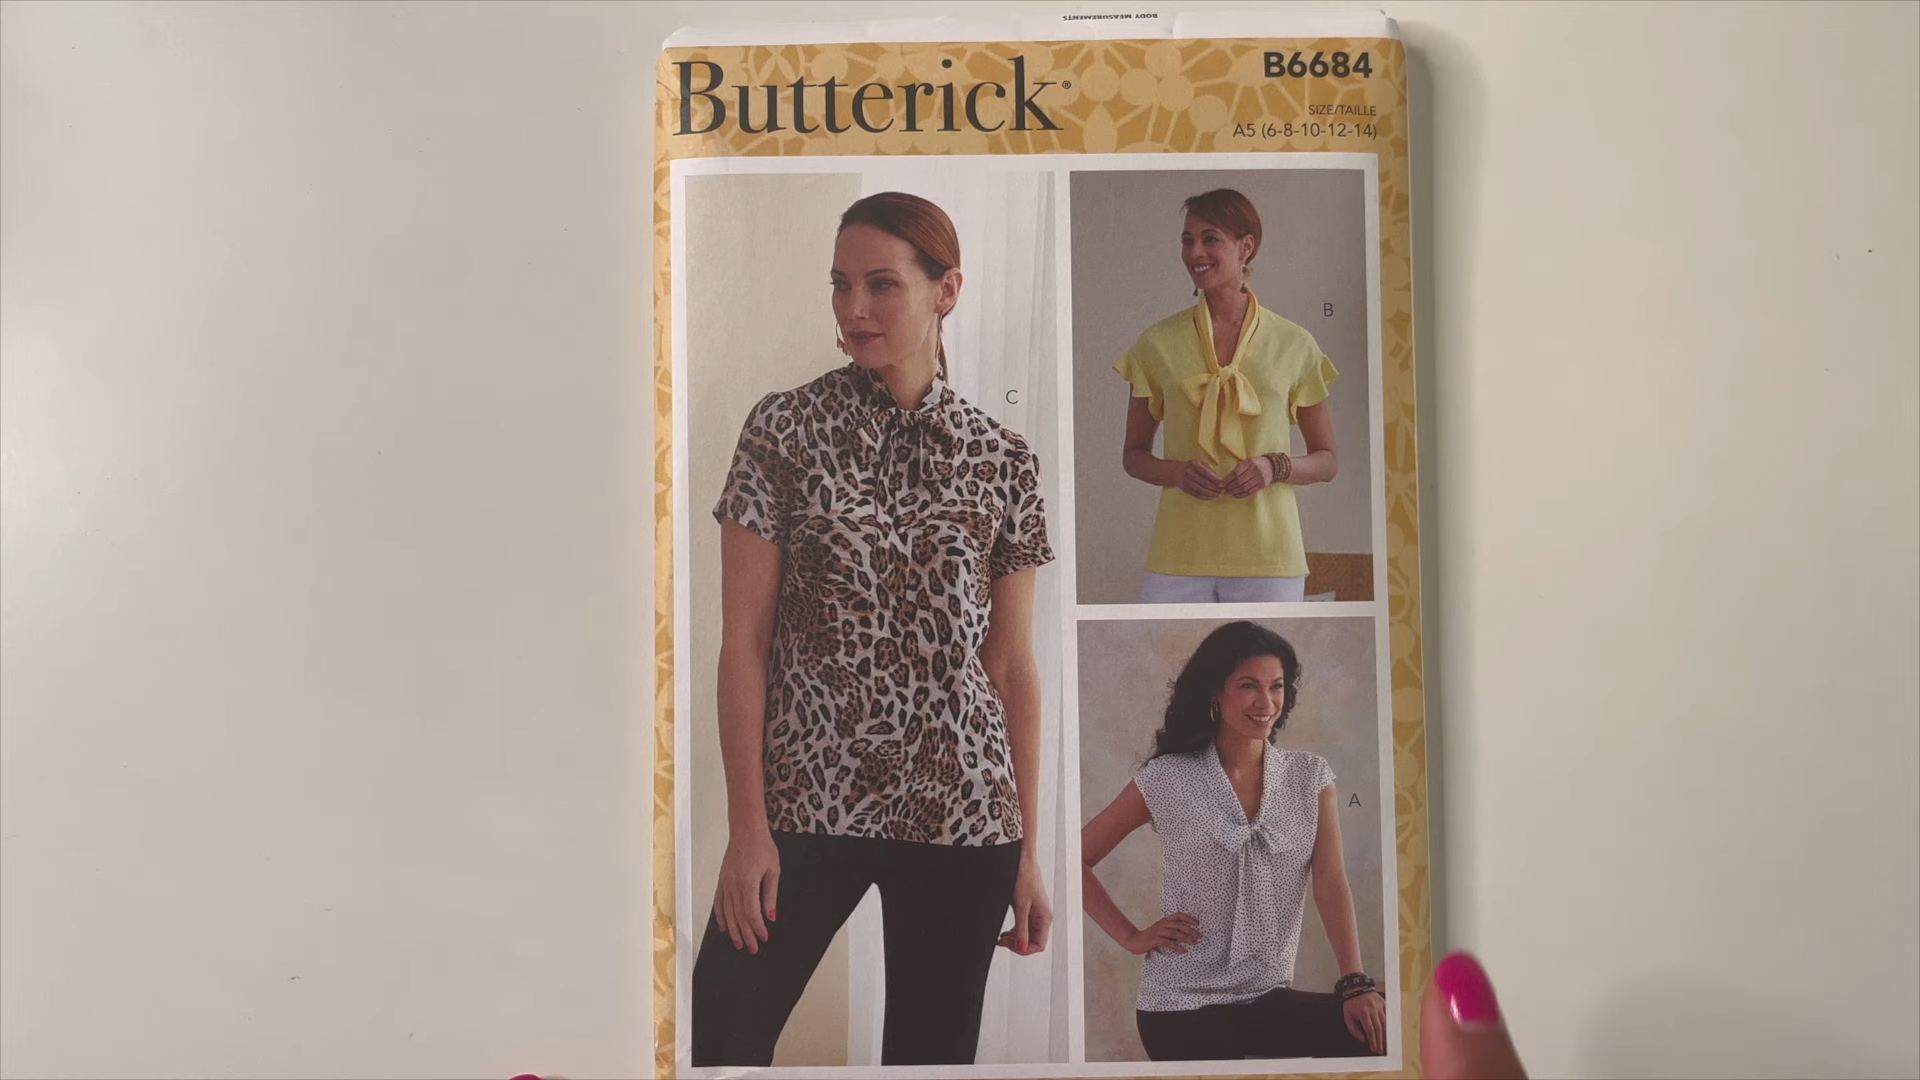 BODY MEASUREMENTS
Butterick®
B6684
SIZE/TAILLE
A5 (6-8-10-12-14)
C
B
A